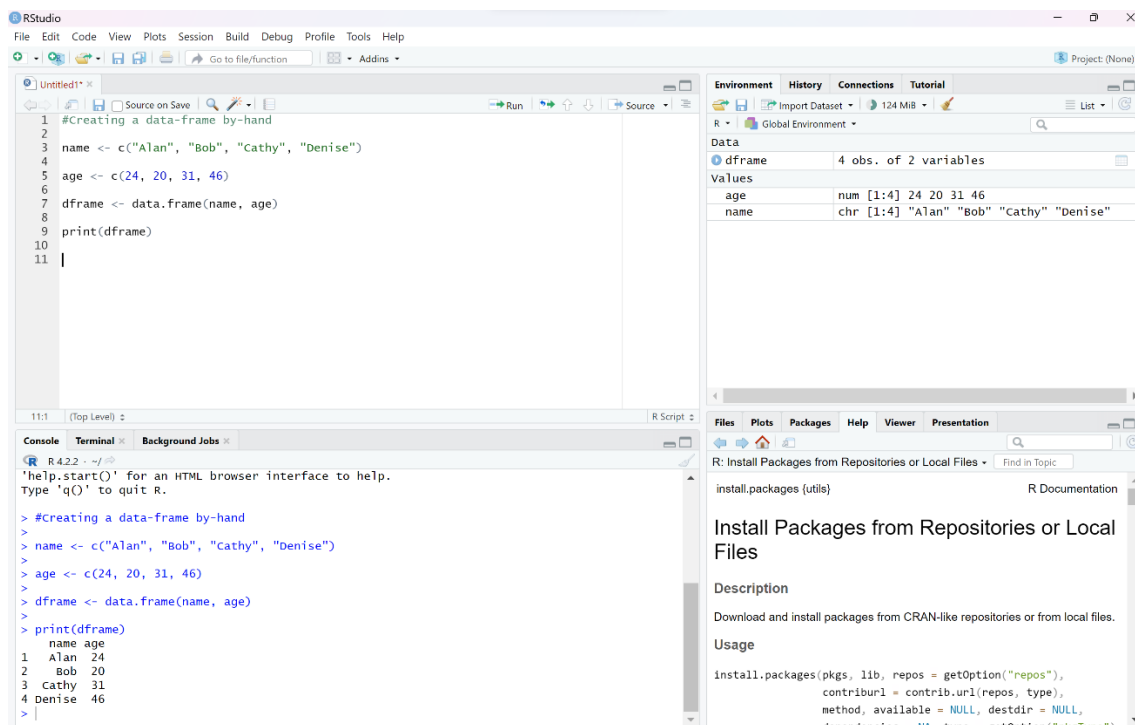 RStudio
File Edit Code View Plots Session Build Debug Profile Tools Help
Go to file/function Addins Project: (None)
Untitled1*
Source on Save Run Source
1 #Creating a data-frame by-hand
2
3 name <- c("Alan", "Bob", "Cathy", "Denise")
4
5 age <- c(24, 20, 31, 46)
6
7 dframe <- data.frame(name, age)
8
9 print(dframe)
10
11
11:1 (Top Level) R Script
Console Terminal Background Jobs
R 4.2.2 · ~/
'help.start()' for an HTML browser interface to help.
Type 'q()' to quit R.
> #Creating a data-frame by-hand
>
> name <- c("Alan", "Bob", "Cathy", "Denise")
>
> age <- c(24, 20, 31, 46)
>
> dframe <- data.frame(name, age)
>
> print(dframe)
name age
1 Alan 24
2 Bob 20
3 Cathy 31
4 Denise 46
>
Environment History Connections Tutorial
Import Dataset 124 MiB List
R Global Environment
Data
dframe 4 obs. of 2 variables
Values
age num [1:4] 24 20 31 46
name chr [1:4] "Alan" "Bob" "Cathy" "Denise"
Files Plots Packages Help Viewer Presentation
R: Install Packages from Repositories or Local Files Find in Topic
install.packages {utils} R Documentation
Install Packages from Repositories or Local
Files
Description
Download and install packages from CRAN-like repositories or from local files.
Usage
install.packages(pkgs, lib, repos = getOption("repos"),
contriburl = contrib.url(repos, type),
method, available = NULL, destdir = NULL,